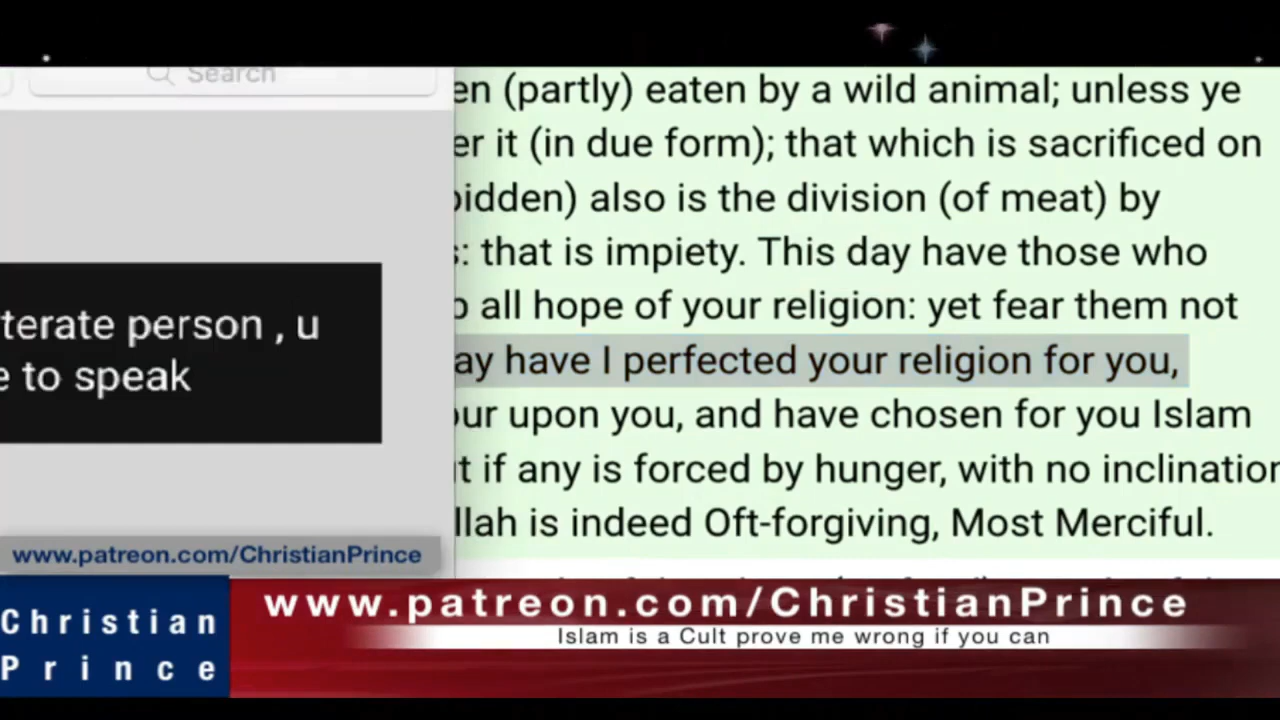 Search
terate person , u
e to speak
www.patreon.com/ChristianPrince
en (partly) eaten by a wild animal; unless ye
er it (in due form); that which is sacrificed on
bidden) also is the division (of meat) by
s: that is impiety. This day have those who
p all hope of your religion: yet fear them not
ay have I perfected your religion for you,
our upon you, and have chosen for you Islam
t if any is forced by hunger, with no inclination
llah is indeed Oft-forgiving, Most Merciful.
Christian
Prince
www.patreon.com/ChristianPrince
Islam is a Cult prove me wrong if you can